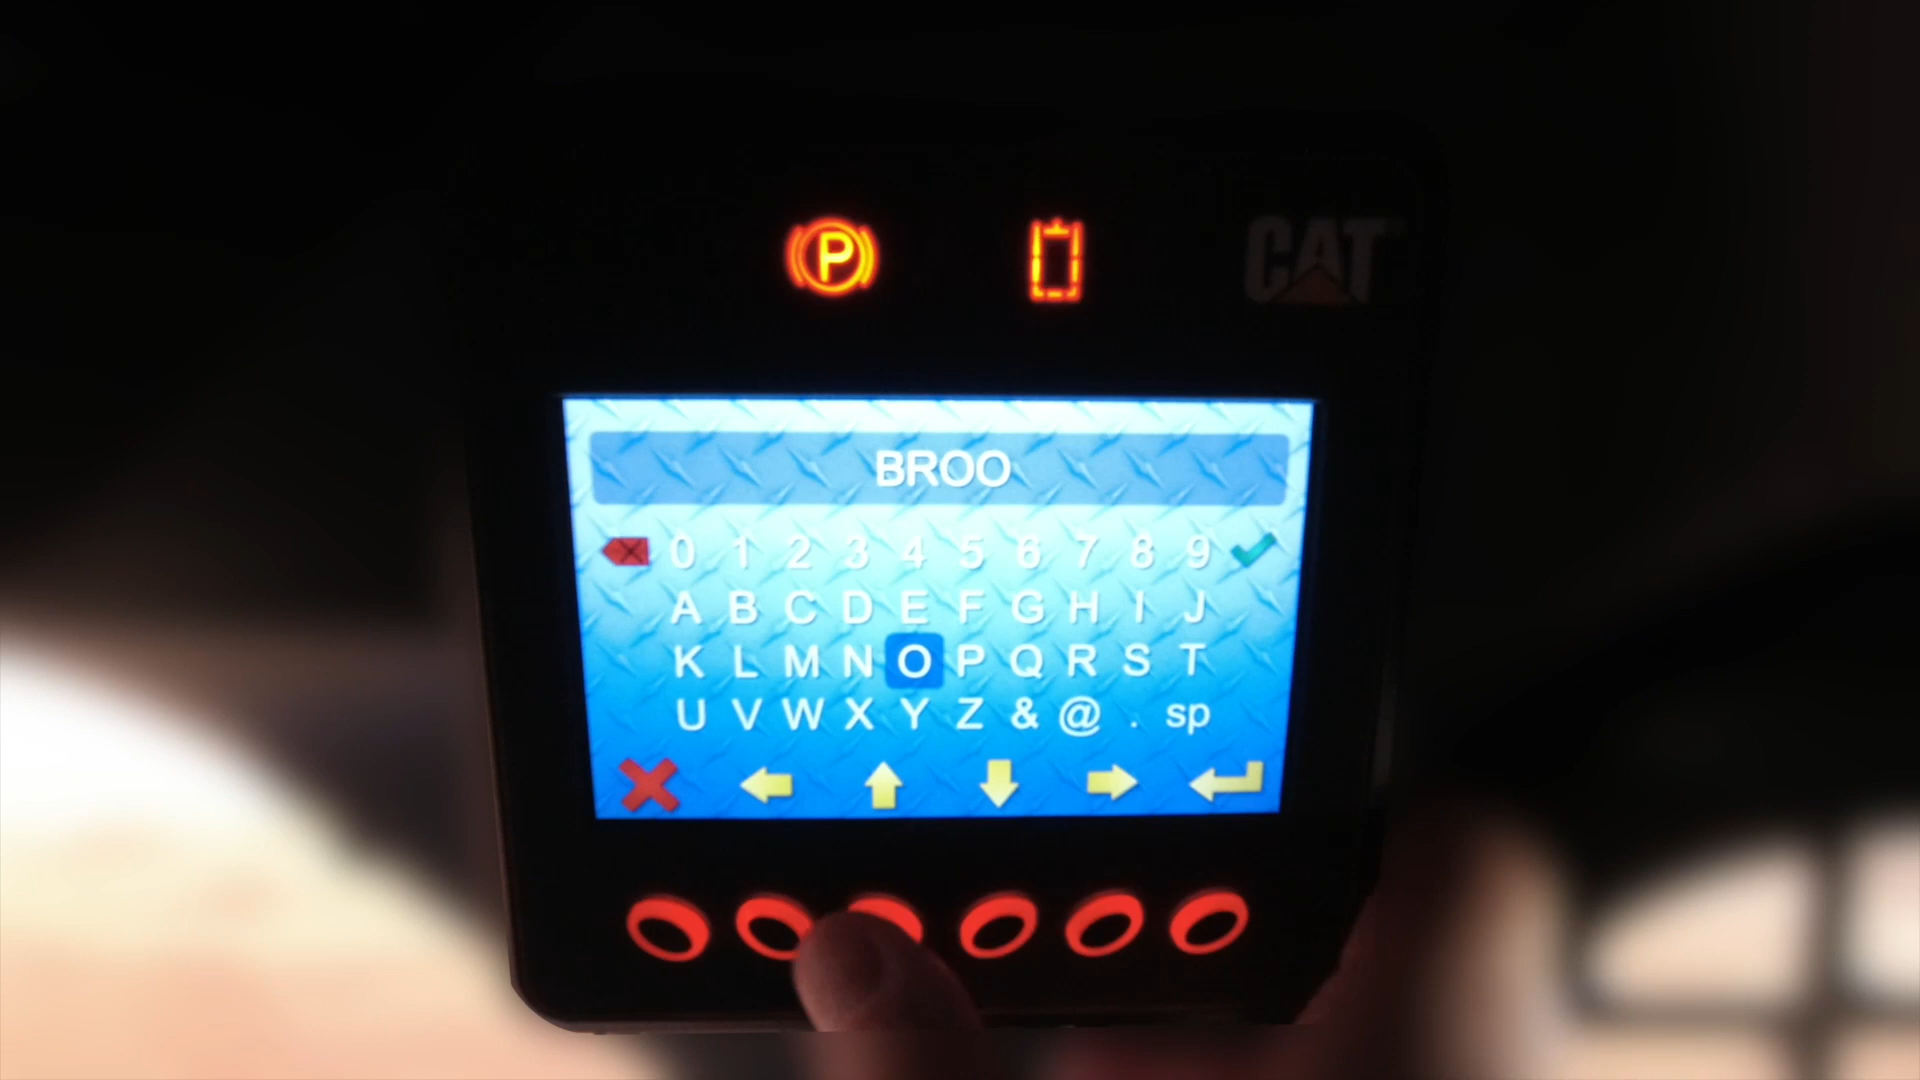 P
CAT
BROO
0 1 2 3 4 5 6 7 8 9
A B C D E F G H I J
K L M N O P Q R S T
U V W X Y Z & @ . sp